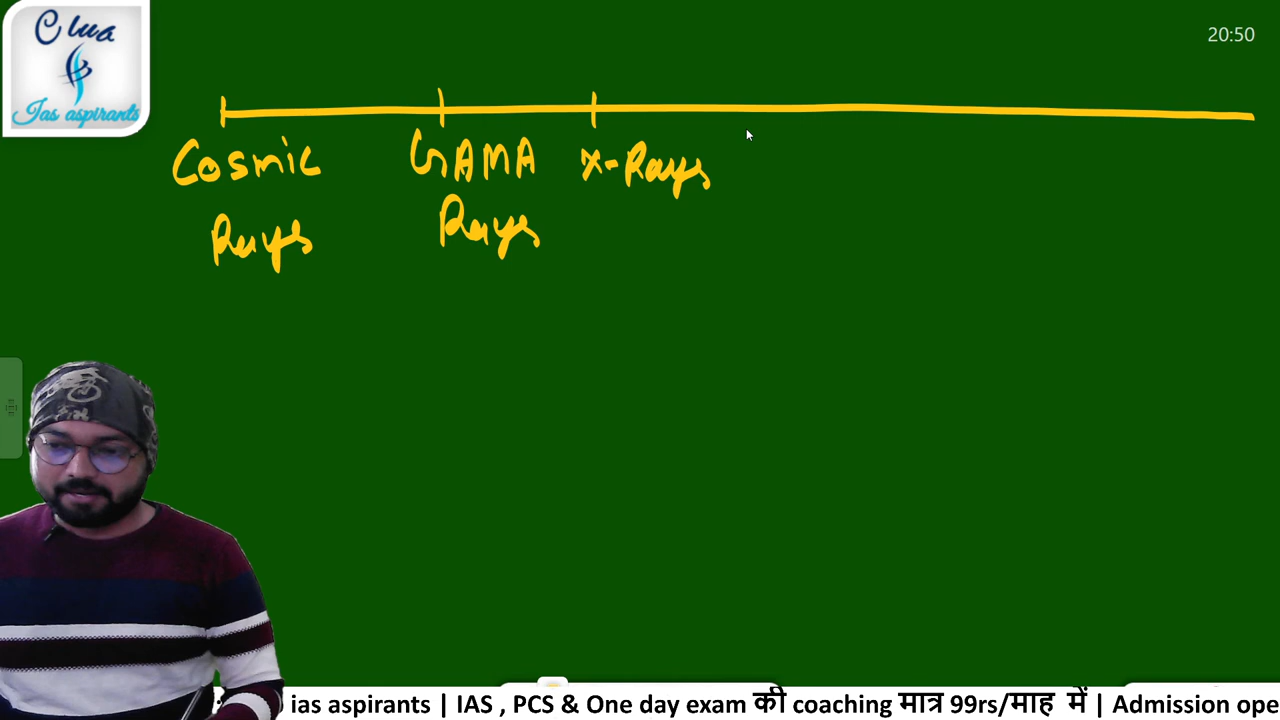 Clua
Ias aspirants
20:50
Cosmic
Rays
GAMA
Rays
X-Rays
ias aspirants | IAS , PCS & One day exam की coaching मात्र 99rs/माह में | Admission ope